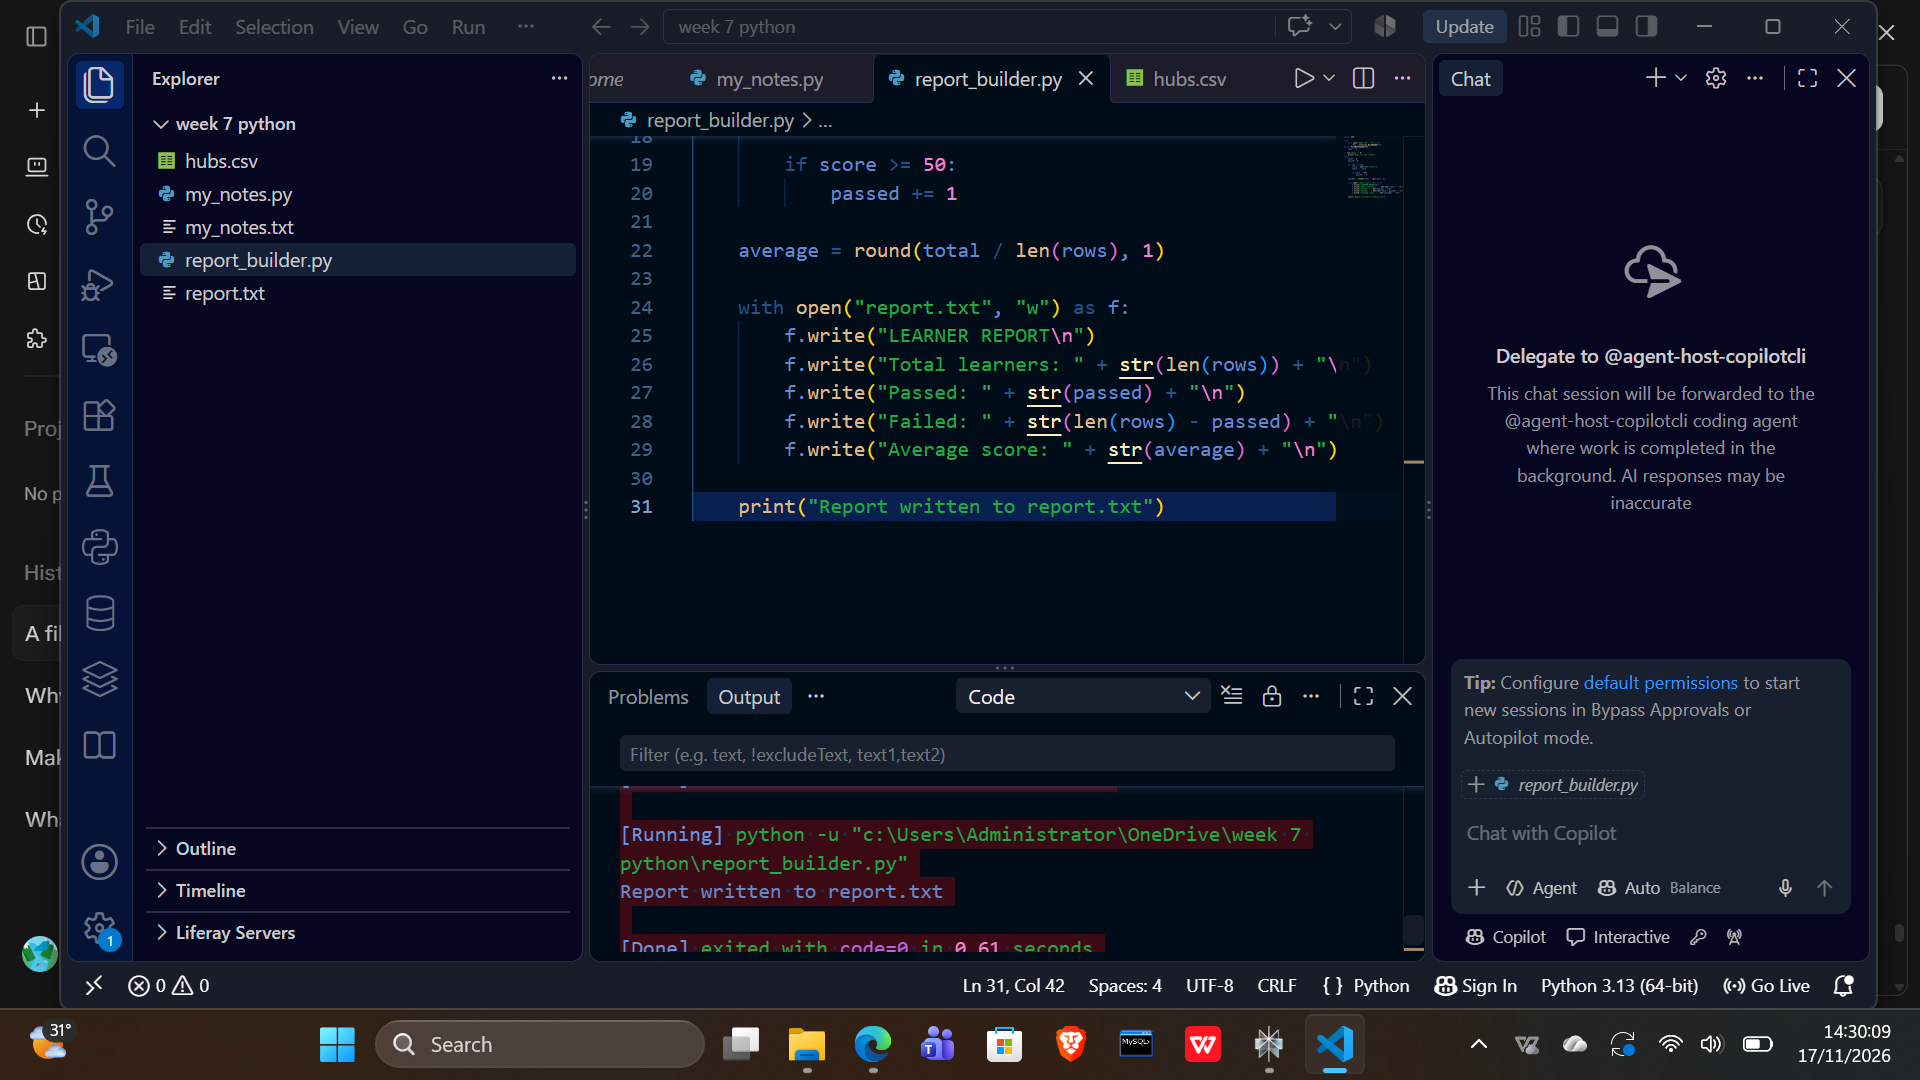 File Edit Selection View Go Run ...
week 7 python
Update
Explorer
week 7 python
hubs.csv
my_notes.py
my_notes.txt
report_builder.py
report.txt
Outline
Timeline
Liferay Servers
ome
my_notes.py
report_builder.py
hubs.csv
report_builder.py > ...
18
19 if score >= 50:
20 passed += 1
21
22 average = round(total / len(rows), 1)
23
24 with open("report.txt", "w") as f:
25 f.write("LEARNER REPORT\n")
26 f.write("Total learners: " + str(len(rows)) + "\n")
27 f.write("Passed: " + str(passed) + "\n")
28 f.write("Failed: " + str(len(rows) - passed) + "\n")
29 f.write("Average score: " + str(average) + "\n")
30
31 print("Report written to report.txt")
Problems Output ...
Code
Filter (e.g. text, !excludeText, text1,text2)
[Running] python -u "c:\Users\Administrator\OneDrive\week 7
python\report_builder.py"
Report written to report.txt
[Done] exited with code=0 in 0.61 seconds
Chat
Delegate to @agent-host-copilotcli
This chat session will be forwarded to the
@agent-host-copilotcli coding agent
where work is completed in the
background. AI responses may be
inaccurate
Tip: Configure default permissions to start
new sessions in Bypass Approvals or
Autopilot mode.
report_builder.py
Chat with Copilot
Agent Auto Balance
Copilot Interactive
Proj
No p
Hist
A fil
Why
Mak
Wha
1
0 0
Ln 31, Col 42 Spaces: 4 UTF-8 CRLF {} Python Sign In Python 3.13 (64-bit) Go Live
31°
Search
MySQL
14:30:09
17/11/2026